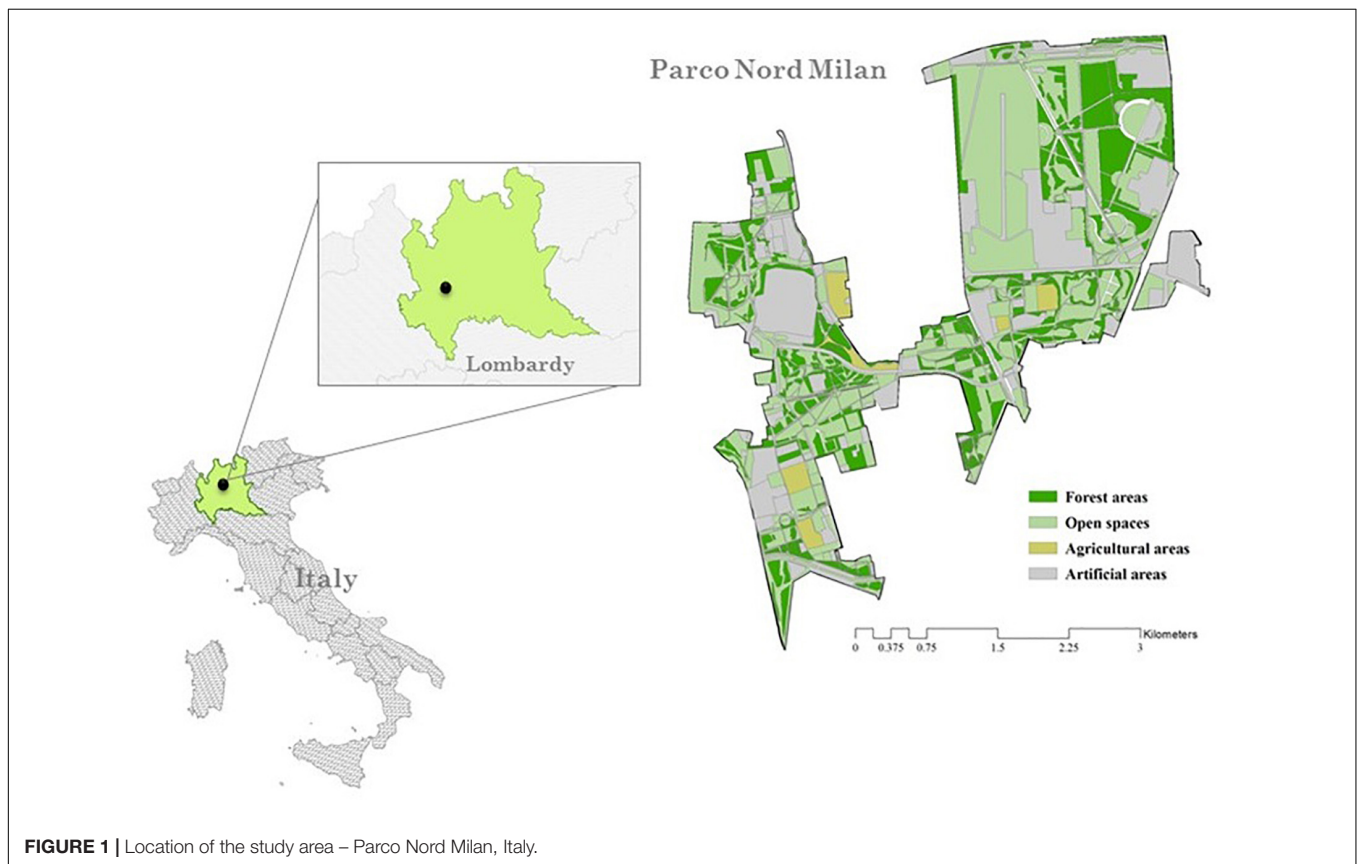 Parco Nord Milan
Lombardy
Italy
Forest areas
Open spaces
Agricultural areas
Artificial areas
Kilometers
0 0.375 0.75 1.5 2.25 3
FIGURE 1 | Location of the study area – Parco Nord Milan, Italy.